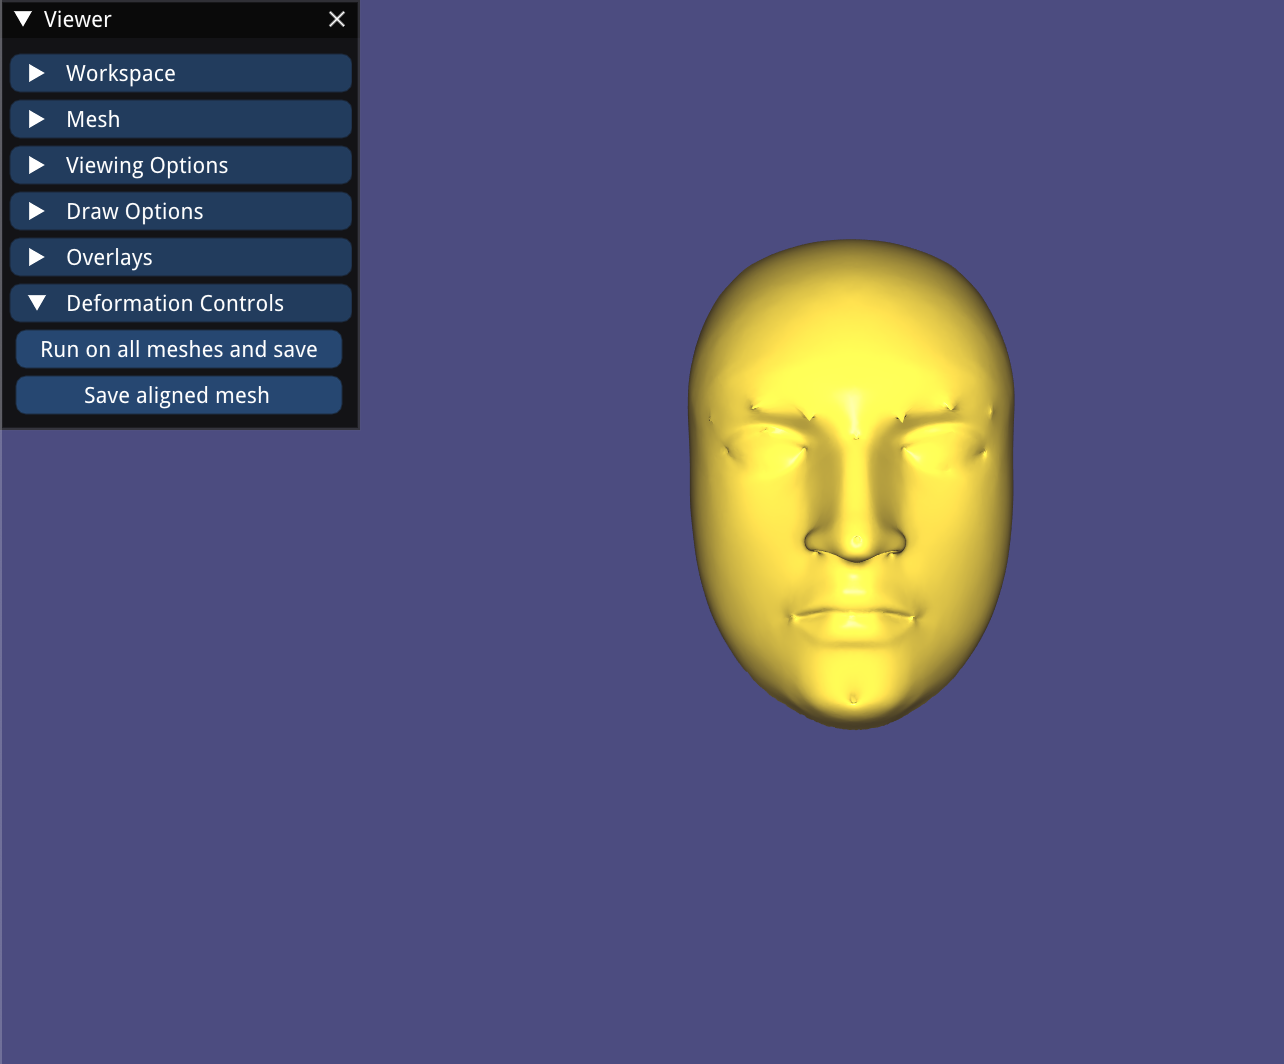 Viewer
Workspace
Mesh
Viewing Options
Draw Options
Overlays
Deformation Controls
Run on all meshes and save
Save aligned mesh